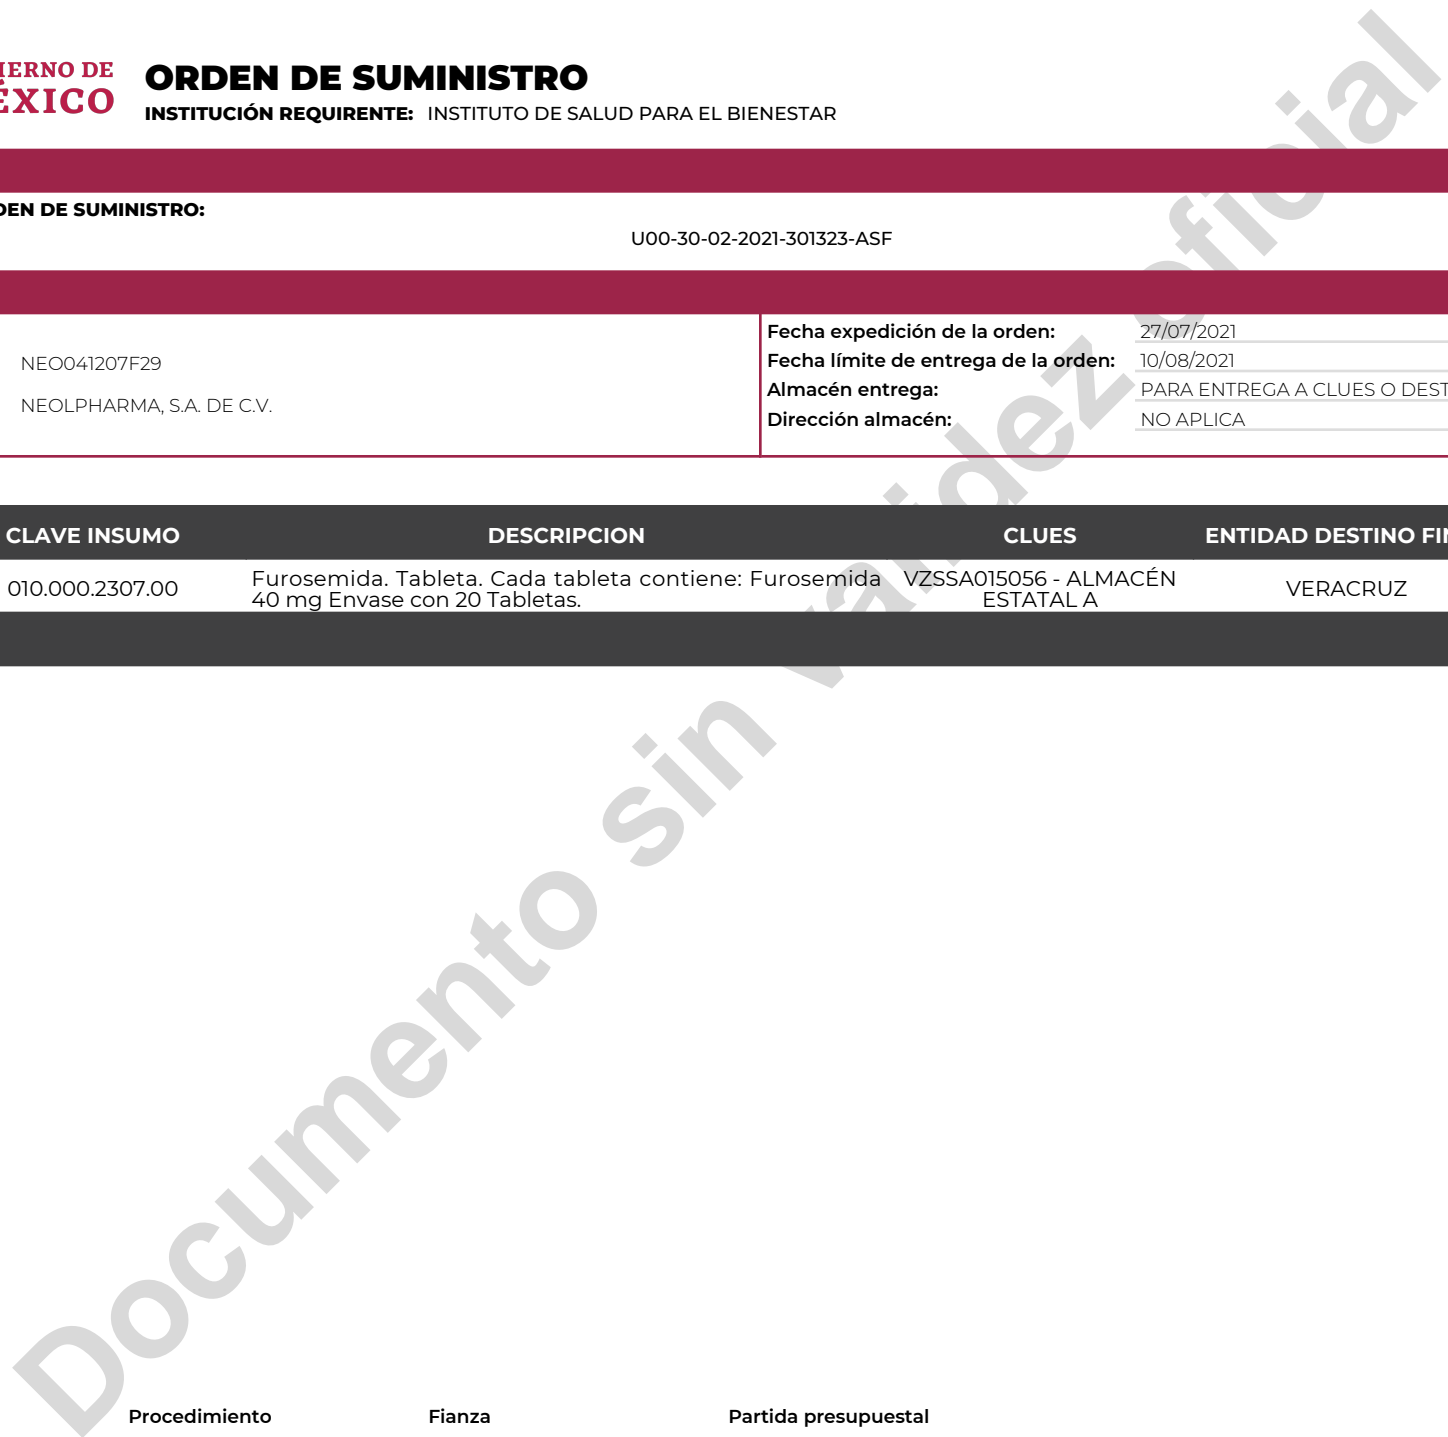 IERNO DE
ÉXICO
ORDEN DE SUMINISTRO
INSTITUCIÓN REQUIRENTE: INSTITUTO DE SALUD PARA EL BIENESTAR
DEN DE SUMINISTRO:
U00-30-02-2021-301323-ASF
NEO041207F29
NEOLPHARMA, S.A. DE C.V.
Fecha expedición de la orden: 27/07/2021
Fecha límite de entrega de la orden: 10/08/2021
Almacén entrega: PARA ENTREGA A CLUES O DEST
Dirección almacén: NO APLICA
CLAVE INSUMO DESCRIPCION CLUES ENTIDAD DESTINO FIN
010.000.2307.00
Furosemida. Tableta. Cada tableta contiene: Furosemida
40 mg Envase con 20 Tabletas.
VZSSA015056 - ALMACÉN
ESTATAL A
VERACRUZ
Documento sin validez oficial
Procedimiento Fianza Partida presupuestal